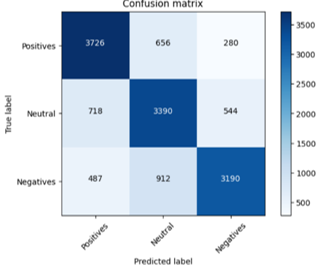 Confusion matrix
Positives 3726 656 280
Neutral 718 3390 544
Negatives 487 912 3190
Positives Neutral Negatives
True label
Predicted label
3500
3000
2500
2000
1500
1000
500